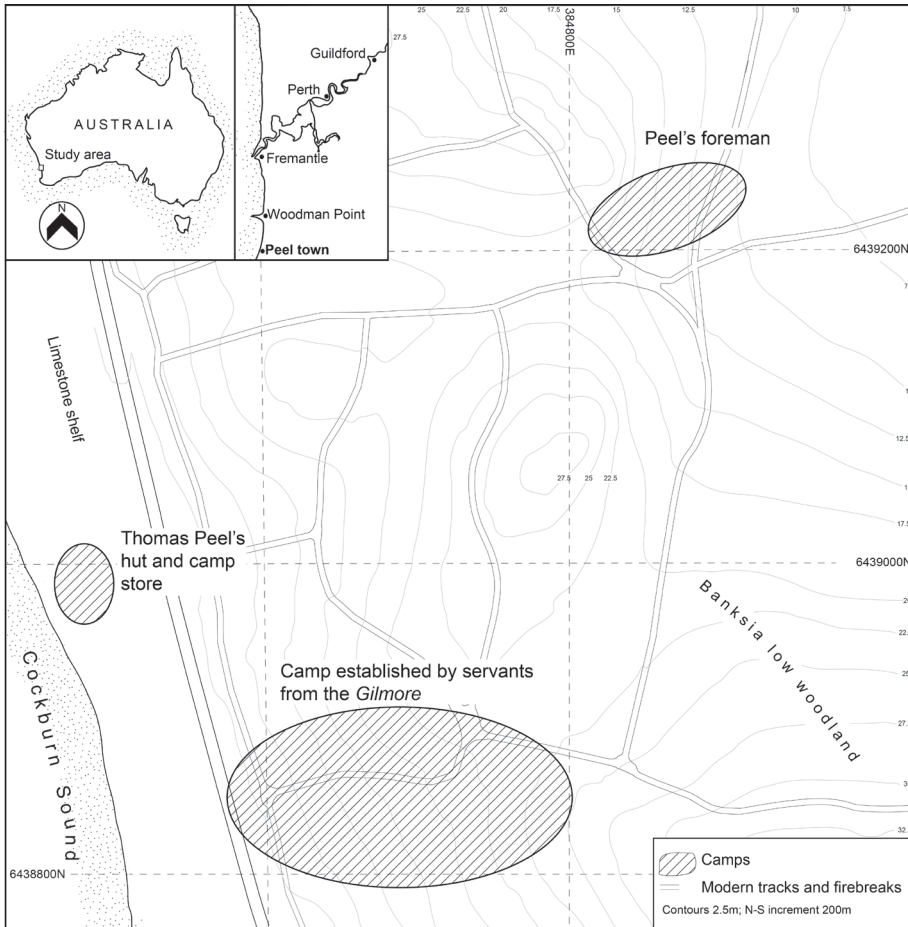 AUSTRALIA
Study area
N
Guildford
Perth
Fremantle
Woodman Point
Peel town
27.5
25
22.5
20
17.5
15
12.5
10
7.5
384800E
Peel's foreman
6439200N
Limestone shelf
12.5
17.5
27.5
25
22.5
Thomas Peel's
hut and camp
store
6439000N
Banksia low woodland
Camp established by servants
from the Gilmore
Cockburn Sound
6438800N
Camps
Modern tracks and firebreaks
Contours 2.5m; N-S increment 200m